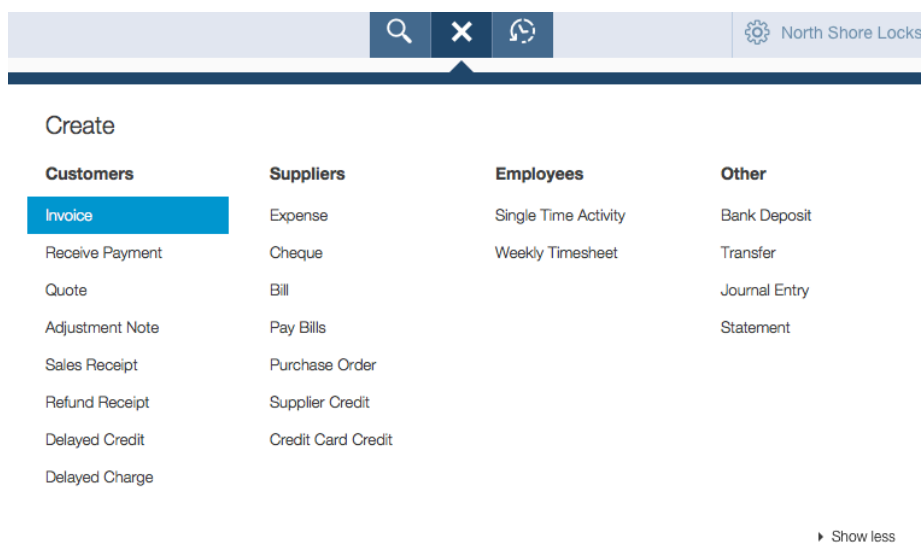 North Shore Locks
Create
Customers
Invoice
Receive Payment
Quote
Adjustment Note
Sales Receipt
Refund Receipt
Delayed Credit
Delayed Charge
Suppliers
Expense
Cheque
Bill
Pay Bills
Purchase Order
Supplier Credit
Credit Card Credit
Employees
Single Time Activity
Weekly Timesheet
Other
Bank Deposit
Transfer
Journal Entry
Statement
Show less